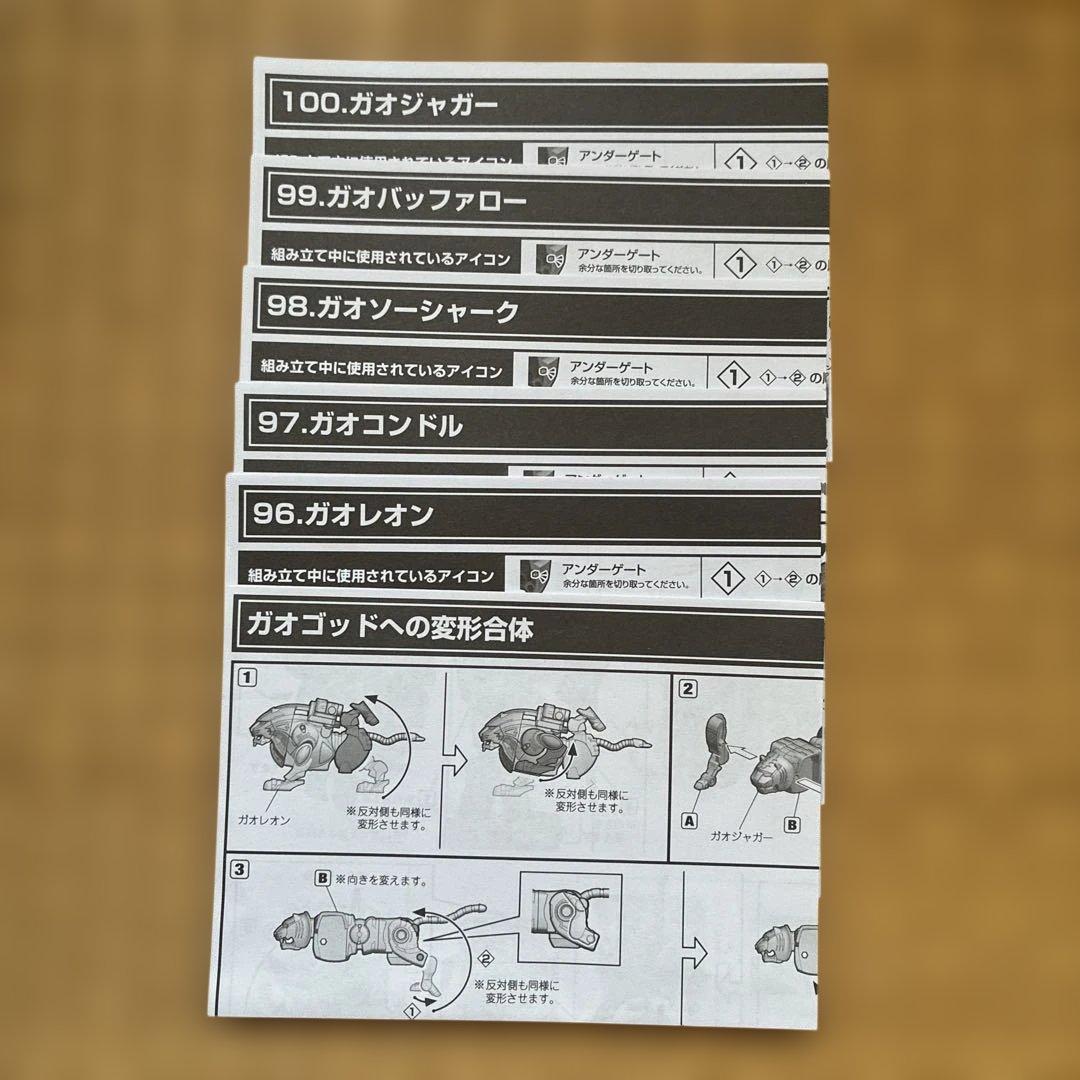 100.ガオジャガー
アンダーゲート
1
1→2の
99.ガオバッファロー
組み立て中に使用されているアイコン
アンダーゲート
余分な箇所を切り取ってください。
1
1→2の
98.ガオソーシャーク
組み立て中に使用されているアイコン
アンダーゲート
余分な箇所を切り取ってください。
1
1→2の
97.ガオコンドル
96.ガオレオン
組み立て中に使用されているアイコン
アンダーゲート
余分な箇所を切り取ってください。
1
1→2の
ガオゴッドへの変形合体
1
ガオレオン
※反対側も同様に
変形させます。
※反対側も同様に
変形させます。
2
A
ガオジャガー
B
3
B ※向きを変えます。
2
※反対側も同様に
変形させます。
1